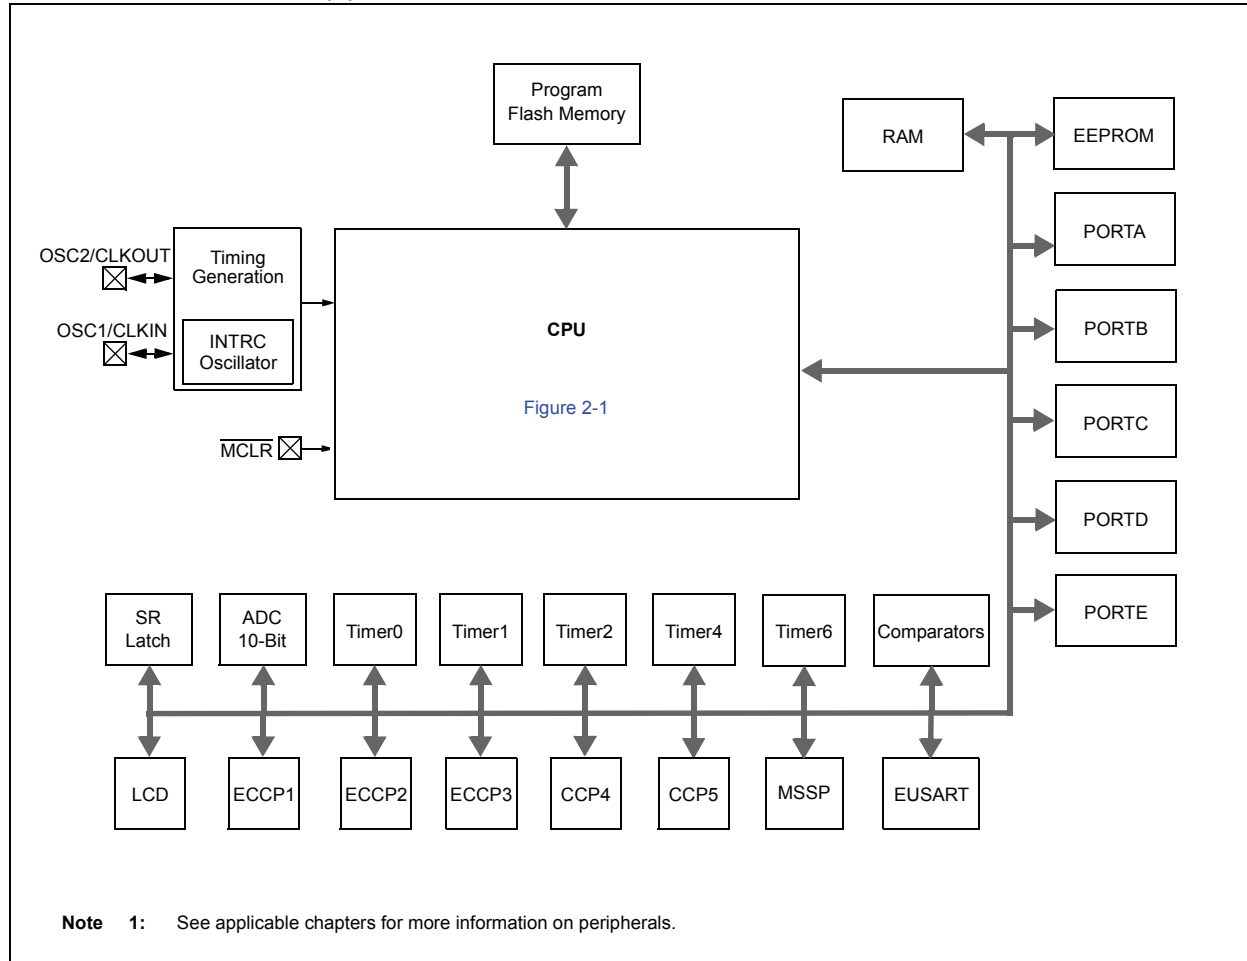 Program
Flash Memory
RAM
EEPROM
PORTA
OSC2/CLKOUT
Timing
Generation
OSC1/CLKIN
INTRC
Oscillator
CPU
PORTB
Figure 2-1
PORTC
MCLR
PORTD
SR
Latch
ADC
10-Bit
Timer0
Timer1
Timer2
Timer4
Timer6
Comparators
PORTE
LCD
ECCP1
ECCP2
ECCP3
CCP4
CCP5
MSSP
EUSART
Note 1: See applicable chapters for more information on peripherals.